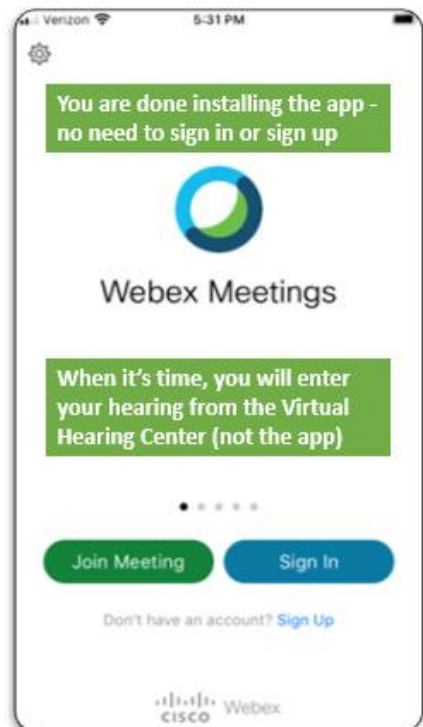 Verizon 5:31 PM
You are done installing the app -
no need to sign in or sign up
Webex Meetings
When it's time, you will enter
your hearing from the Virtual
Hearing Center (not the app)
Join Meeting Sign In
Don't have an account? Sign Up
CISCO Webex